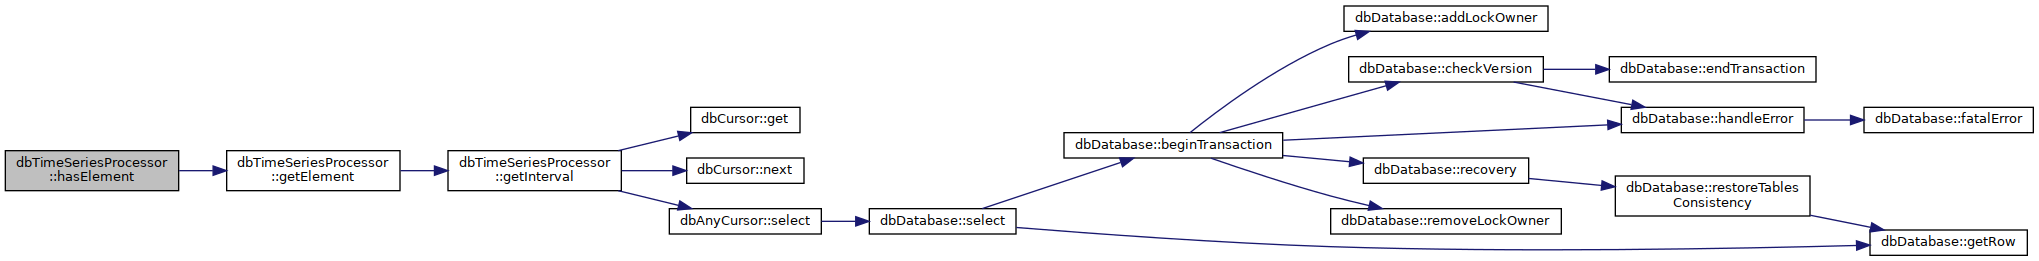 dbTimeSeriesProcessor
::hasElement
dbTimeSeriesProcessor
::getElement
dbTimeSeriesProcessor
::getInterval
dbCursor::get
dbCursor::next
dbAnyCursor::select
dbDatabase::select
dbDatabase::beginTransaction
dbDatabase::addLockOwner
dbDatabase::checkVersion
dbDatabase::endTransaction
dbDatabase::handleError
dbDatabase::fatalError
dbDatabase::recovery
dbDatabase::restoreTables
Consistency
dbDatabase::removeLockOwner
dbDatabase::getRow